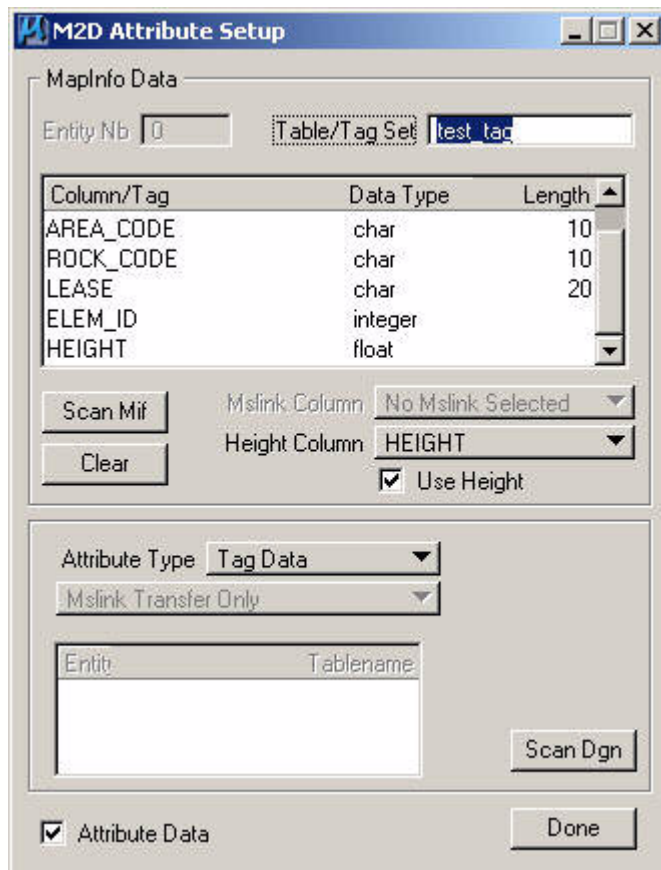 M2D Attribute Setup
MapInfo Data
Entity Nb 0 Table/Tag Set test_tag
Column/Tag Data Type Length
AREA_CODE char 10
ROCK_CODE char 10
LEASE char 20
ELEM_ID integer
HEIGHT float
Scan Mif Mslink Column No Mslink Selected
Clear Height Column HEIGHT
Use Height
Attribute Type Tag Data
Mslink Transfer Only
Entity Tablename
Scan Dgn
Attribute Data Done